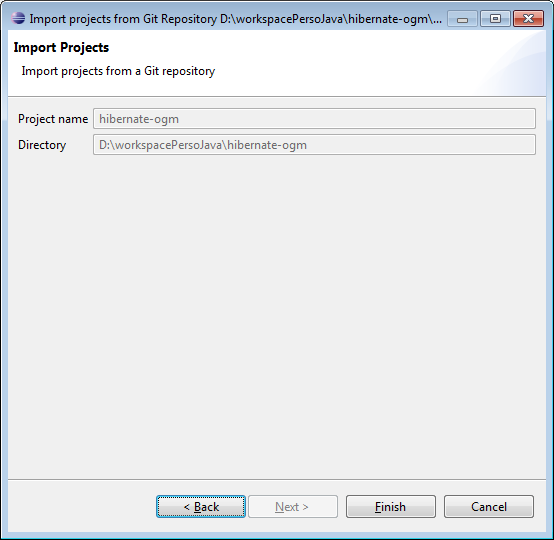 Import projects from Git Repository D:\workspacePersoJava\hibernate-ogm\...
Import Projects
Import projects from a Git repository
Project name hibernate-ogm
Directory D:\workspacePersoJava\hibernate-ogm
< Back Next > Finish Cancel